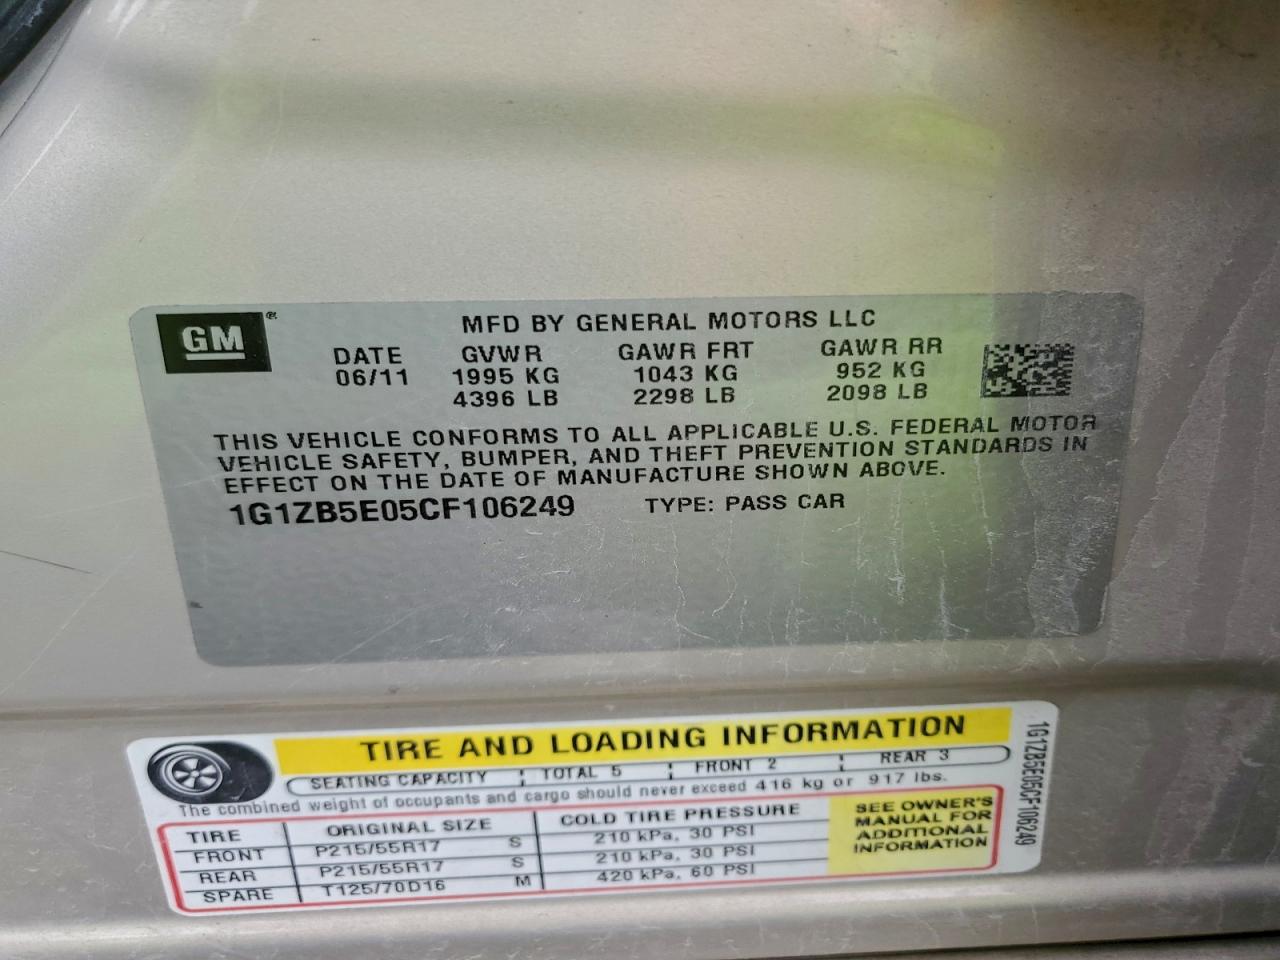 GM ®
MFD BY GENERAL MOTORS LLC
DATE GVWR GAWR FRT GAWR RR
06/11 1995 KG 1043 KG 952 KG
4396 LB 2298 LB 2098 LB
THIS VEHICLE CONFORMS TO ALL APPLICABLE U.S. FEDERAL MOTOR
VEHICLE SAFETY, BUMPER, AND THEFT PREVENTION STANDARDS IN
EFFECT ON THE DATE OF MANUFACTURE SHOWN ABOVE.
1G1ZB5E05CF106249 TYPE: PASS CAR
TIRE AND LOADING INFORMATION
SEATING CAPACITY TOTAL 5 FRONT 2 REAR 3
The combined weight of occupants and cargo should never exceed 416 kg or 917 lbs.
TIRE ORIGINAL SIZE COLD TIRE PRESSURE
FRONT P215/55R17 S 210 kPa, 30 PSI
REAR P215/55R17 S 210 kPa, 30 PSI
SPARE T125/70D16 M 420 kPa, 60 PSI
SEE OWNER'S
MANUAL FOR
ADDITIONAL
INFORMATION
1G1ZB5E05CF106249